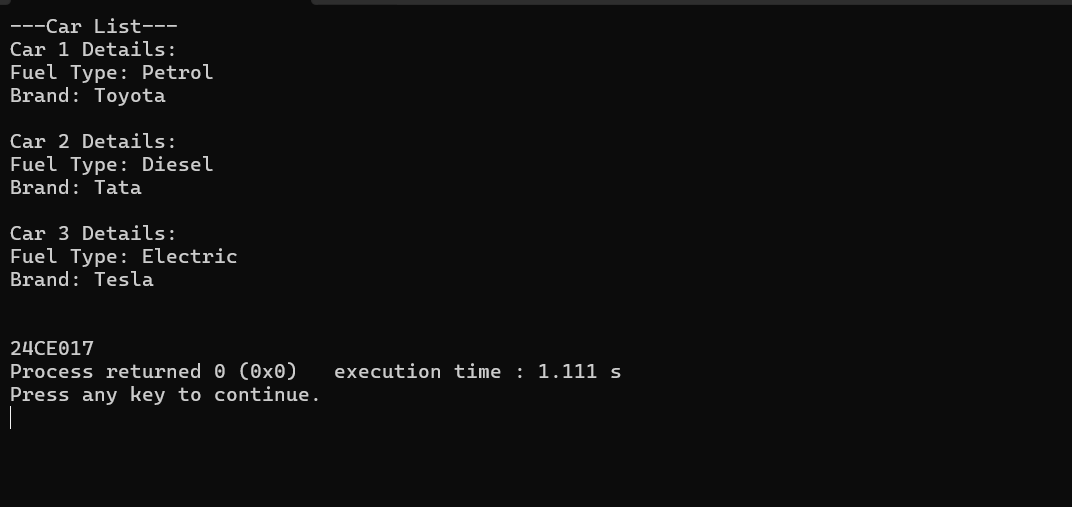 ---Car List---
Car 1 Details:
Fuel Type: Petrol
Brand: Toyota
Car 2 Details:
Fuel Type: Diesel
Brand: Tata
Car 3 Details:
Fuel Type: Electric
Brand: Tesla
24CE017
Process returned 0 (0x0)   execution time : 1.111 s
Press any key to continue.